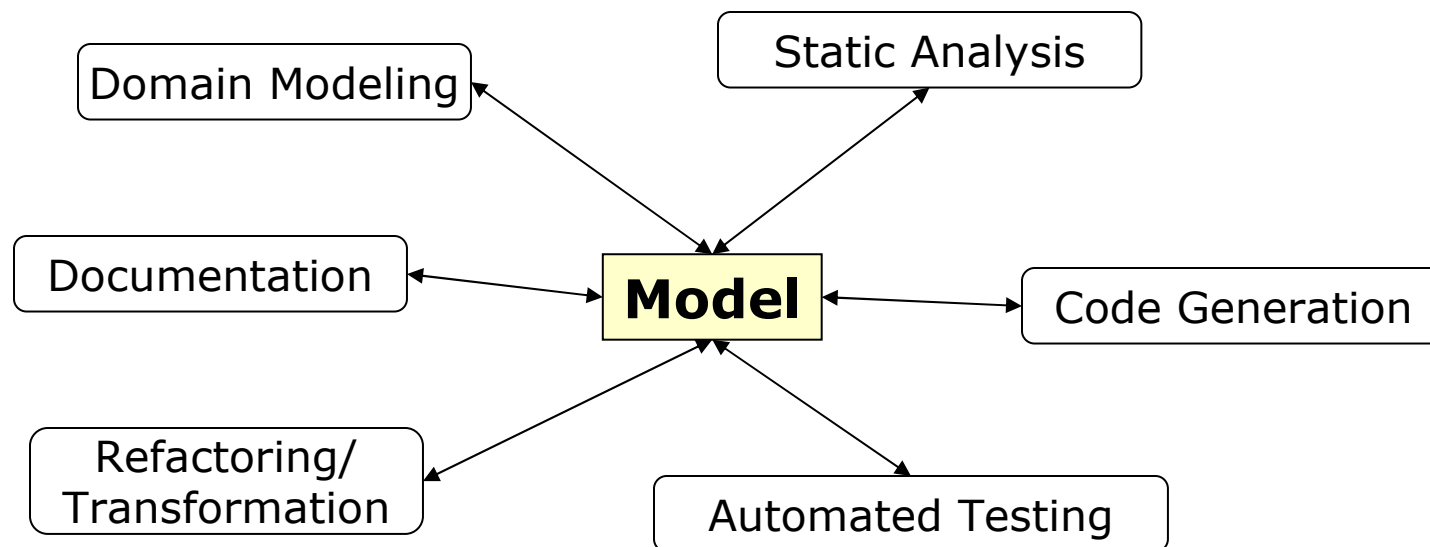 Static Analysis
Domain Modeling
Documentation
Model
Code Generation
Refactoring/
Transformation
Automated Testing